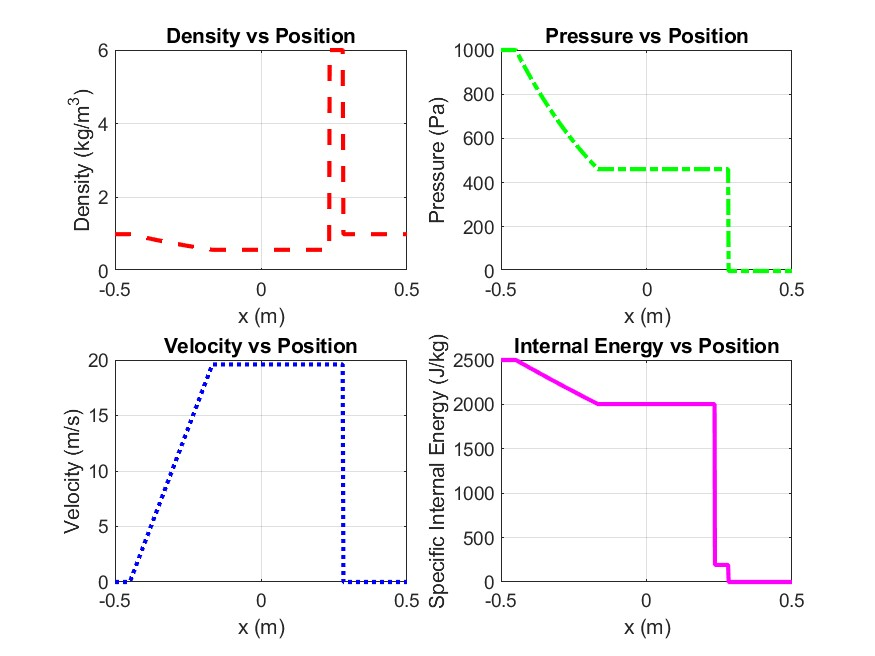 Density vs Position
6
4
2
0
-0.5
0
0.5
x (m)
Density (kg/m³)
Pressure vs Position
1000
800
600
400
200
0
-0.5
0
0.5
x (m)
Pressure (Pa)
Velocity vs Position
20
15
10
5
0
-0.5
0
0.5
x (m)
Velocity (m/s)
Internal Energy vs Position
2500
2000
1500
1000
500
0
-0.5
0
0.5
x (m)
Specific Internal Energy (J/kg)